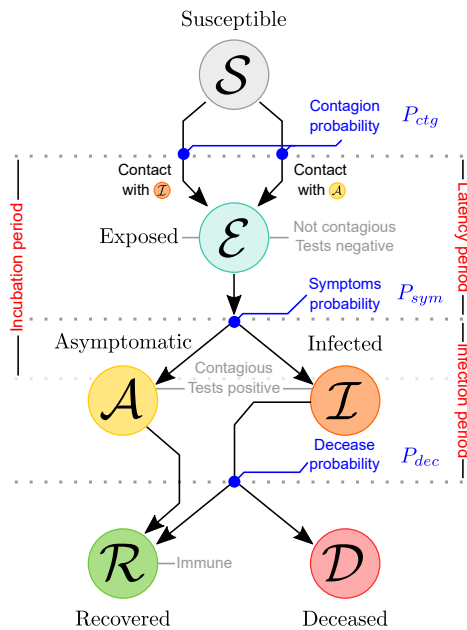 Susceptible
S
Contagion
probability
P_ctg
Contact
with I
Contact
with A
Incubation period
Latency period
Exposed
E
Not contagious
Tests negative
Symptoms
probability
P_sym
Asymptomatic
Infected
Contagious
Tests positive
A
I
Infection period
Decease
probability
P_dec
R
Immune
D
Recovered
Deceased